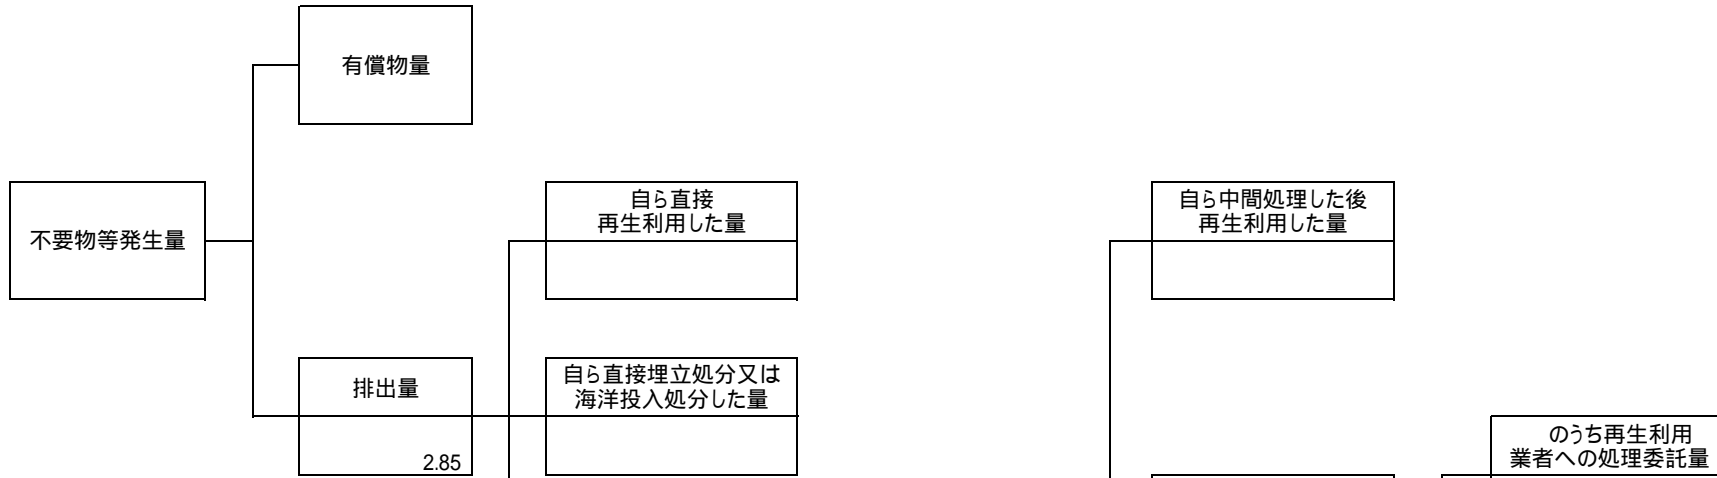 有償物量
自ら直接
再生利用した量
自ら中間処理した後
再生利用した量
不要物等発生量
排出量
自ら直接埋立処分又は
海洋投入処分した量
2.85
のうち再生利用
業者への処理委託量